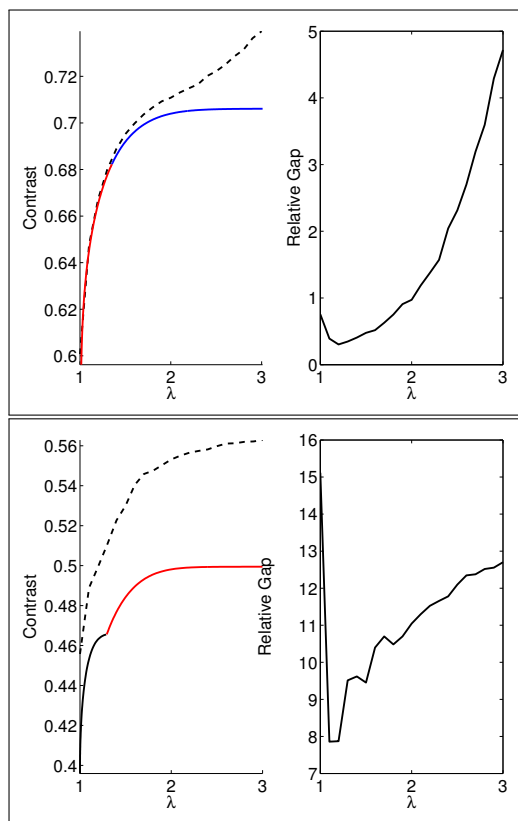 0.72
0.7
0.68
0.66
0.64
0.62
0.6
Contrast
1 2 3
λ
5
4
3
2
1
0
Relative Gap
1 2 3
λ
0.56
0.54
0.52
0.5
0.48
0.46
0.44
0.42
0.4
Contrast
1 2 3
λ
16
15
14
13
12
11
10
9
8
7
Relative Gap
1 2 3
λ